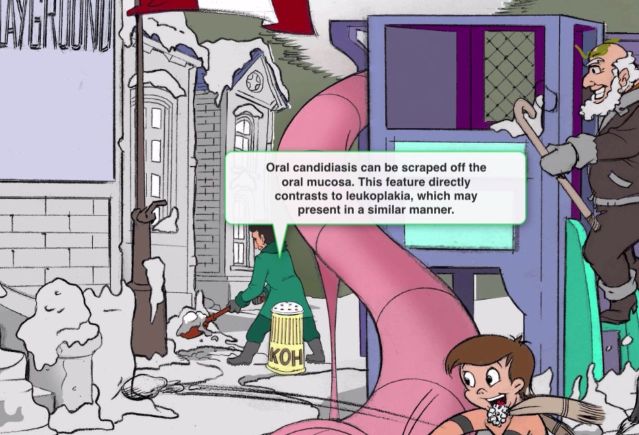 LAYGROUND
Oral candidiasis can be scraped off the
oral mucosa. This feature directly
contrasts to leukoplakia, which may
present in a similar manner.
KOH